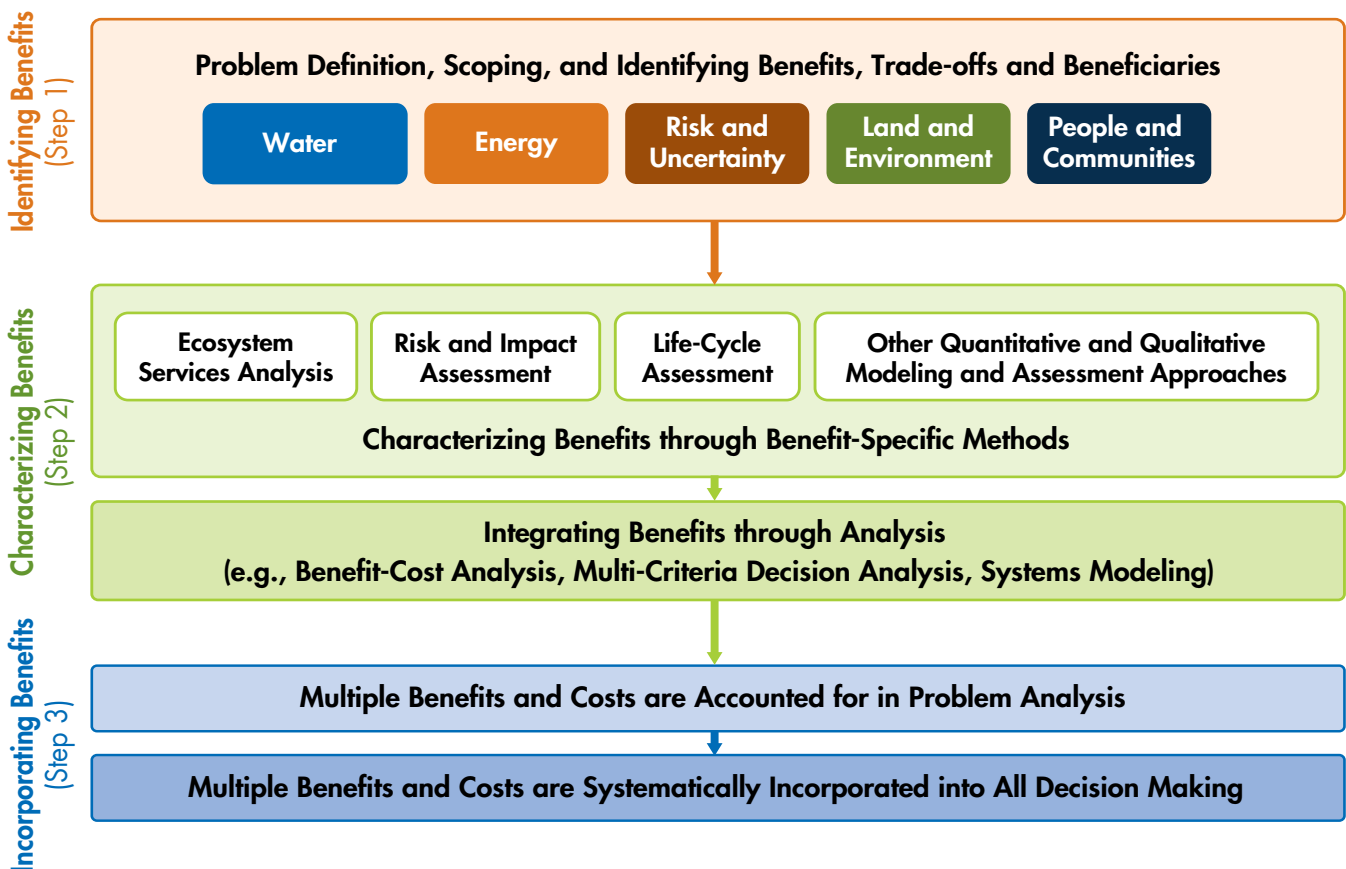 Identifying Benefits
(Step 1)
Problem Definition, Scoping, and Identifying Benefits, Trade-offs and Beneficiaries
Water
Energy
Risk and
Uncertainty
Land and
Environment
People and
Communities
Characterizing Benefits
(Step 2)
Ecosystem
Services Analysis
Risk and Impact
Assessment
Life-Cycle
Assessment
Other Quantitative and Qualitative
Modeling and Assessment Approaches
Characterizing Benefits through Benefit-Specific Methods
Integrating Benefits through Analysis
(e.g., Benefit-Cost Analysis, Multi-Criteria Decision Analysis, Systems Modeling)
Incorporating Benefits
(Step 3)
Multiple Benefits and Costs are Accounted for in Problem Analysis
Multiple Benefits and Costs are Systematically Incorporated into All Decision Making